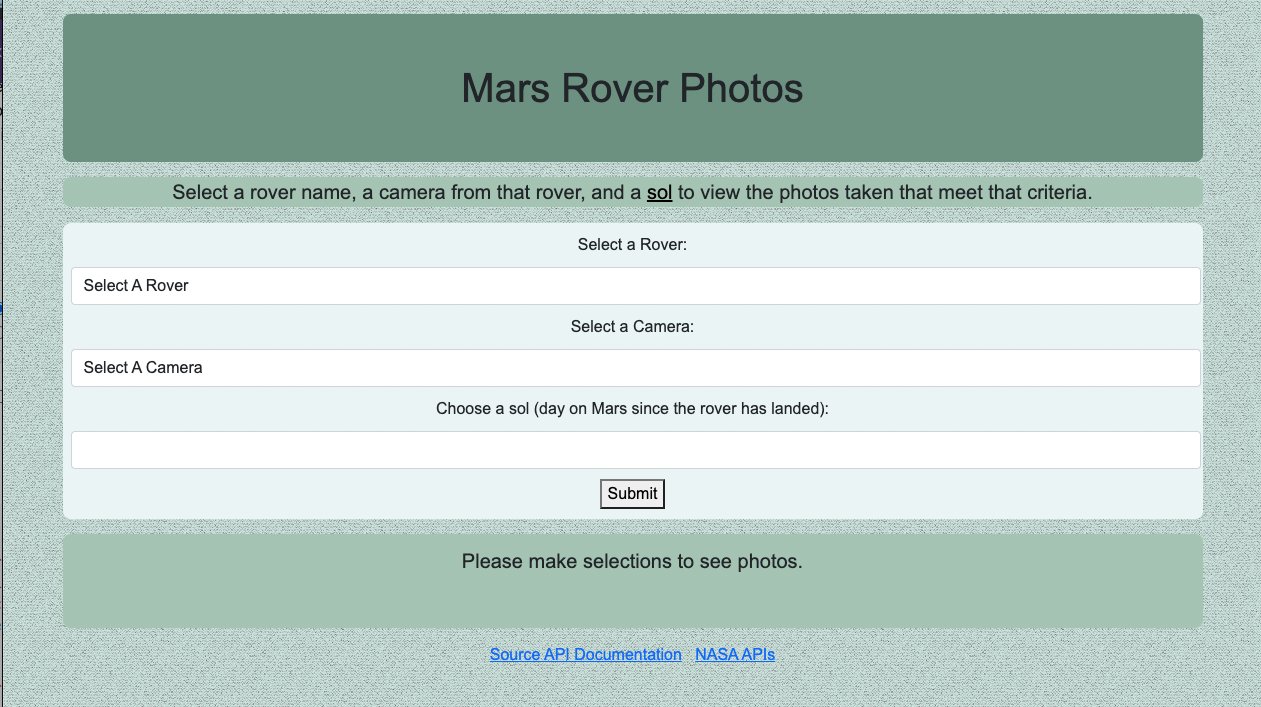 Mars Rover Photos
Select a rover name, a camera from that rover, and a sol to view the photos taken that meet that criteria.
Select a Rover:
Select A Rover
Select a Camera:
Select A Camera
Choose a sol (day on Mars since the rover has landed):
Submit
Please make selections to see photos.
Source API Documentation NASA APIs